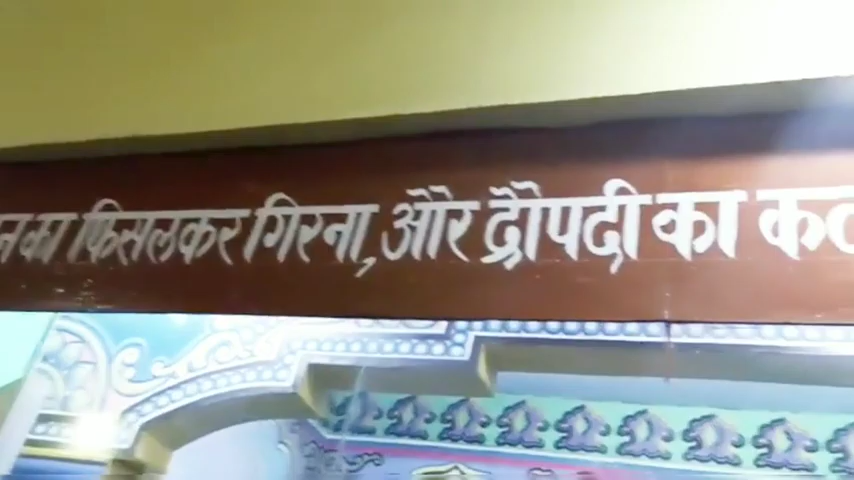 का फिसलकर गिरना, और द्रौपदी का